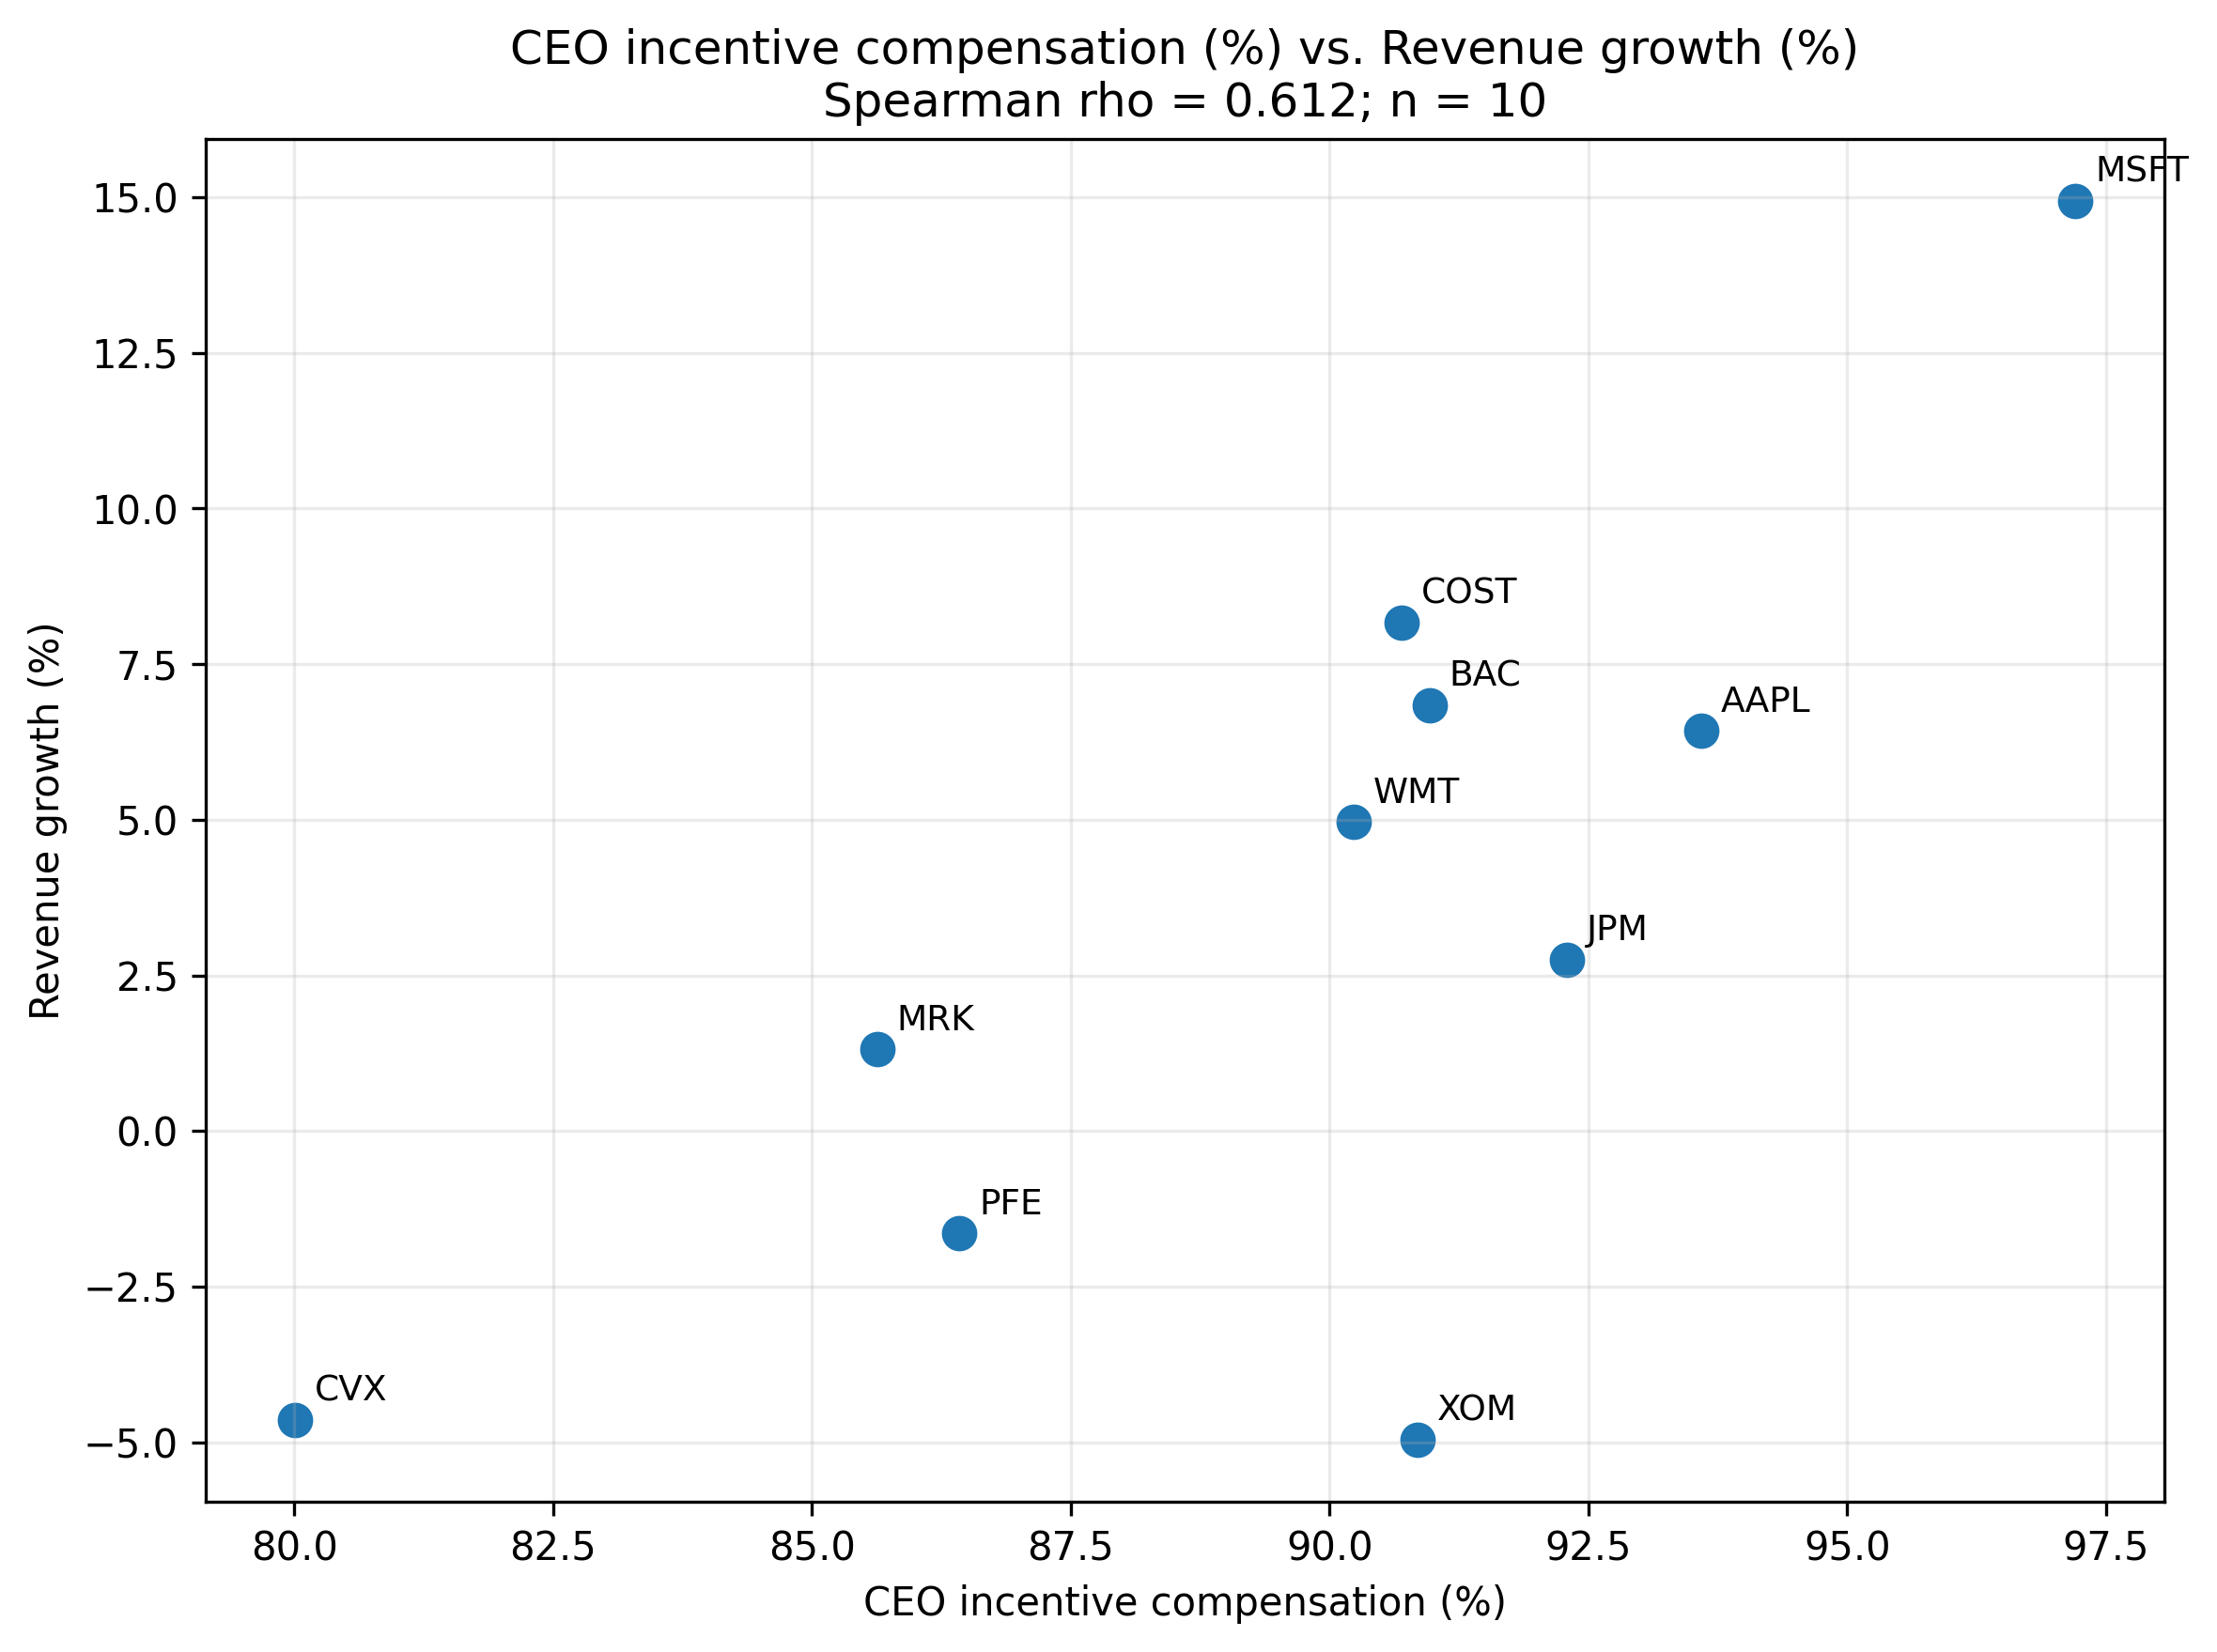 CEO incentive compensation (%) vs. Revenue growth (%)
Spearman rho = 0.612; n = 10
MSFT
15.0
12.5
10.0
COST
7.5
BAC
AAPL
WMT
5.0
JPM
2.5
MRK
0.0
PFE
−2.5
CVX
XOM
−5.0
Revenue growth (%)
80.0 82.5 85.0 87.5 90.0 92.5 95.0 97.5
CEO incentive compensation (%)